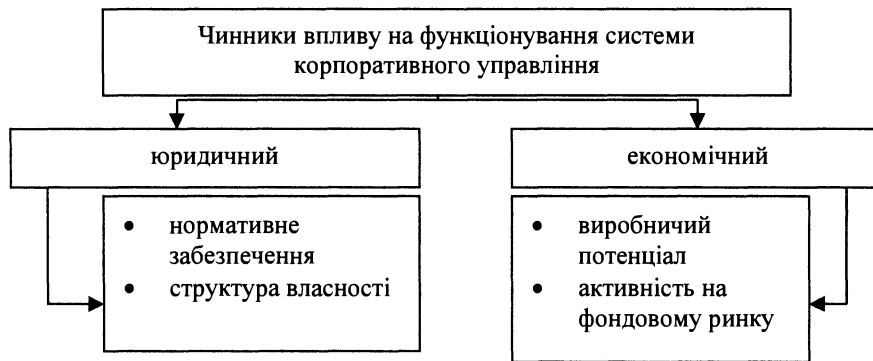 Чинники впливу на функціонування системи
корпоративного управління
юридичний
економічний
• нормативне
забезпечення
• структура власності
• виробничий
потенціал
• активність на
фондовому ринку